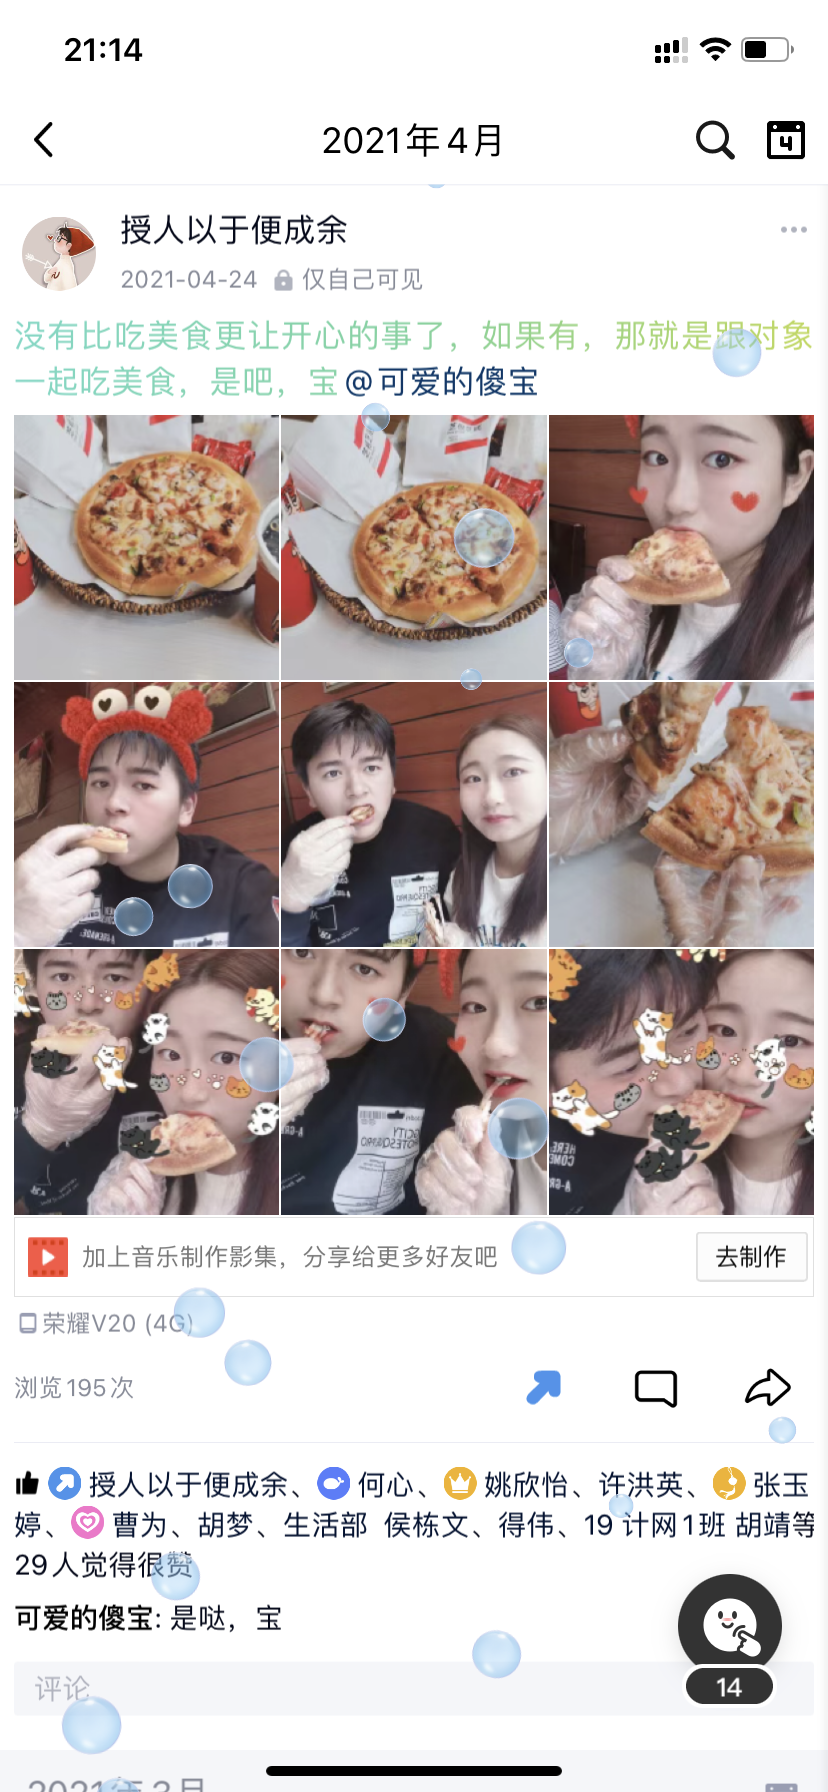 21:14
2021年4月
4
授人以于便成余
2021-04-24 仅自己可见
没有比吃美食更让开心的事了，如果有，那就是跟对象
一起吃美食，是吧，宝@可爱的傻宝
加上音乐制作影集，分享给更多好友吧
去制作
荣耀V20 (4G)
浏览195次
授人以于便成余、何心、姚欣怡、许洪英、张玉
婷、曹为、胡梦、生活部 侯栋文、得伟、19 计网1班 胡靖等
29人觉得很赞
可爱的傻宝: 是哒，宝
14
评论